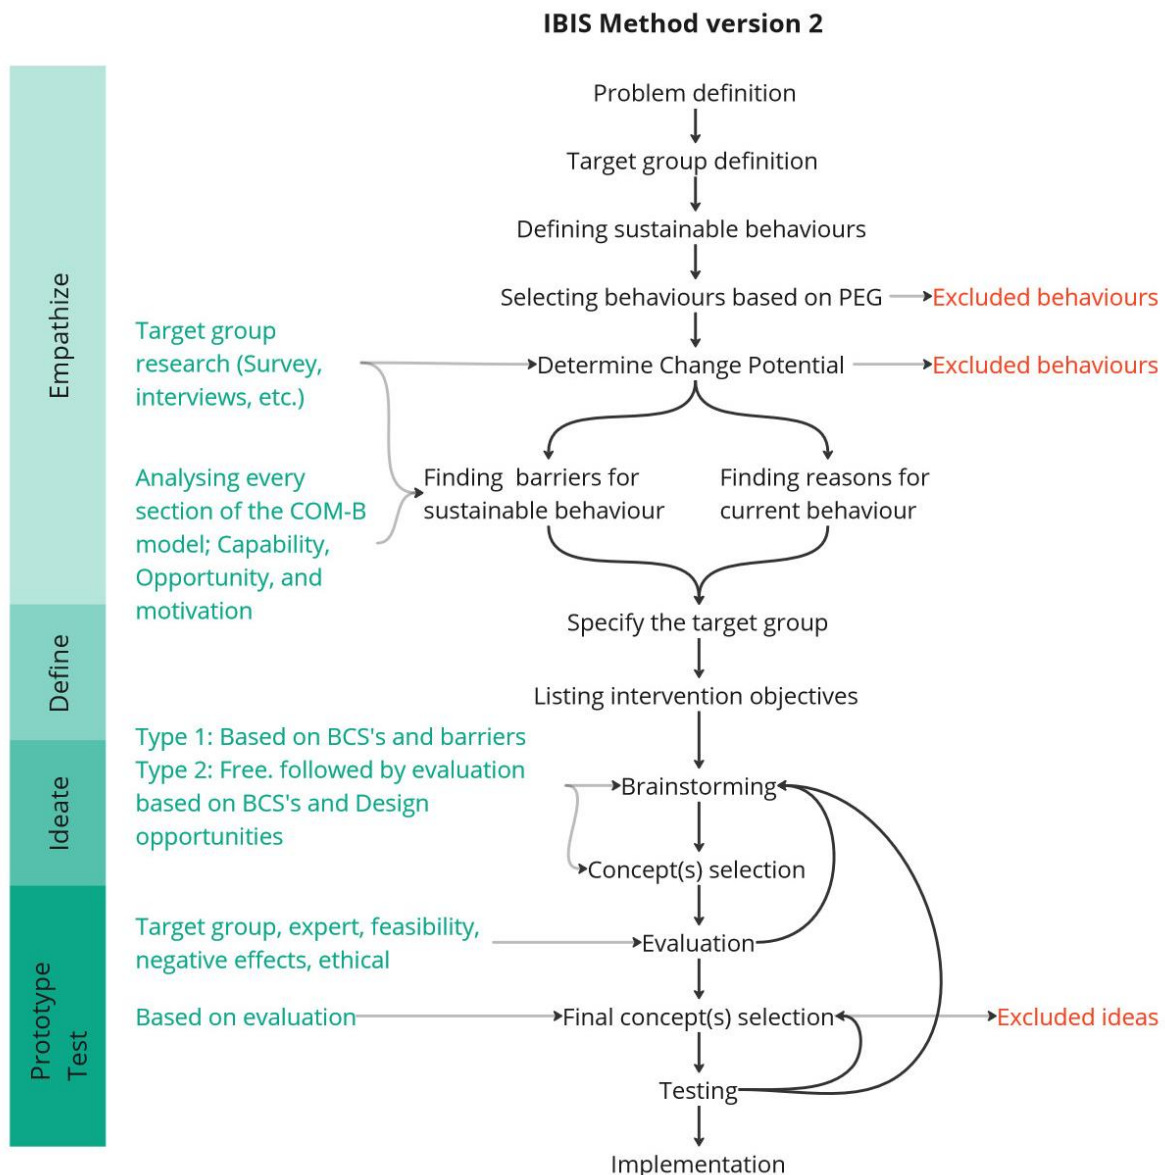 IBIS Method version 2
Problem definition
Target group definition
Defining sustainable behaviours
Selecting behaviours based on PEG
Excluded behaviours
Target group
research (Survey,
interviews, etc.)
Determine Change Potential
Excluded behaviours
Empathize
Analysing every
section of the COM-B
model; Capability,
Opportunity, and
motivation
Finding barriers for
sustainable behaviour
Finding reasons for
current behaviour
Specify the target group
Define
Listing intervention objectives
Type 1: Based on BCS's and barriers
Type 2: Free. followed by evaluation
based on BCS's and Design
opportunities
Ideate
Brainstorming
Concept(s) selection
Target group, expert, feasibility,
negative effects, ethical
Evaluation
Prototype
Test
Based on evaluation
Final concept(s) selection
Excluded ideas
Testing
Implementation